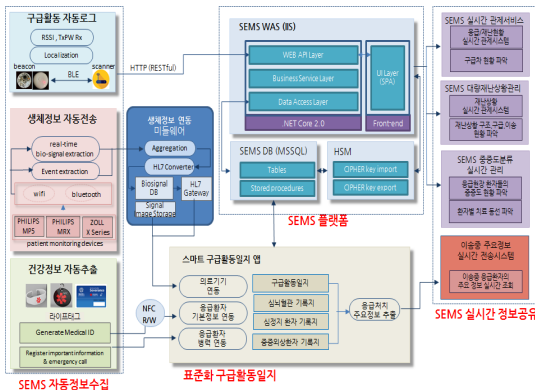 구급활동 자동로그
RSSI , TxPW Rx
Localization
beacon
scanner
BLE
HTTP (RESTful)
생체정보 자동전송
real-time
bio-signal extraction
Event extraction
wifi
bluetooth
PHILIPS
MP5
PHILIPS
MRX
ZOLL
X Series
patient monitoring devices
건강정보 자동추출
라이프태그
Generate Medical ID
Register important information
& emergency call
SEMS 자동정보수집
생체정보 연동
미들웨어
Aggregation
HL7 Converter
Biosignal
DB
HL7
Gateway
Signal
Image Storage
NFC
R/W
SEMS WAS (IIS)
WEB API Layer
Business Service Layer
Data Access Layer
UI Layer
(SPA)
.NET Core 2.0
Frontend
SEMS DB (MSSQL)
Tables
Stored procedures
HSM
CIPHER key import
CIPHER key export
SEMS 플랫폼
스마트 구급활동일지 앱
의료기기
연동
응급환자
기본정보 연동
응급환자
병력 연동
구급활동일지
심뇌혈관 기록지
심정지 환자 기록지
중증외상환자 기록지
응급처치
주요정보 추출
표준화 구급활동일지
SEMS 실시간 관제서비스
응급/재난현황
실시간 관제시스템
구급차 현황 파악
SEMS 대량재난상황관리
재난상황
실시간 관제시스템
재난상황 구조 구급 이송
현황 파악
SEMS 중증도분류
실시간 관리
응급현장 환자들의
중증도 현황 파악
환자별 치료 동선 파악
이송중 주요정보
실시간 전송시스템
이송중 응급환자의
주요 정보 실시간 조회
SEMS 실시간 정보공유